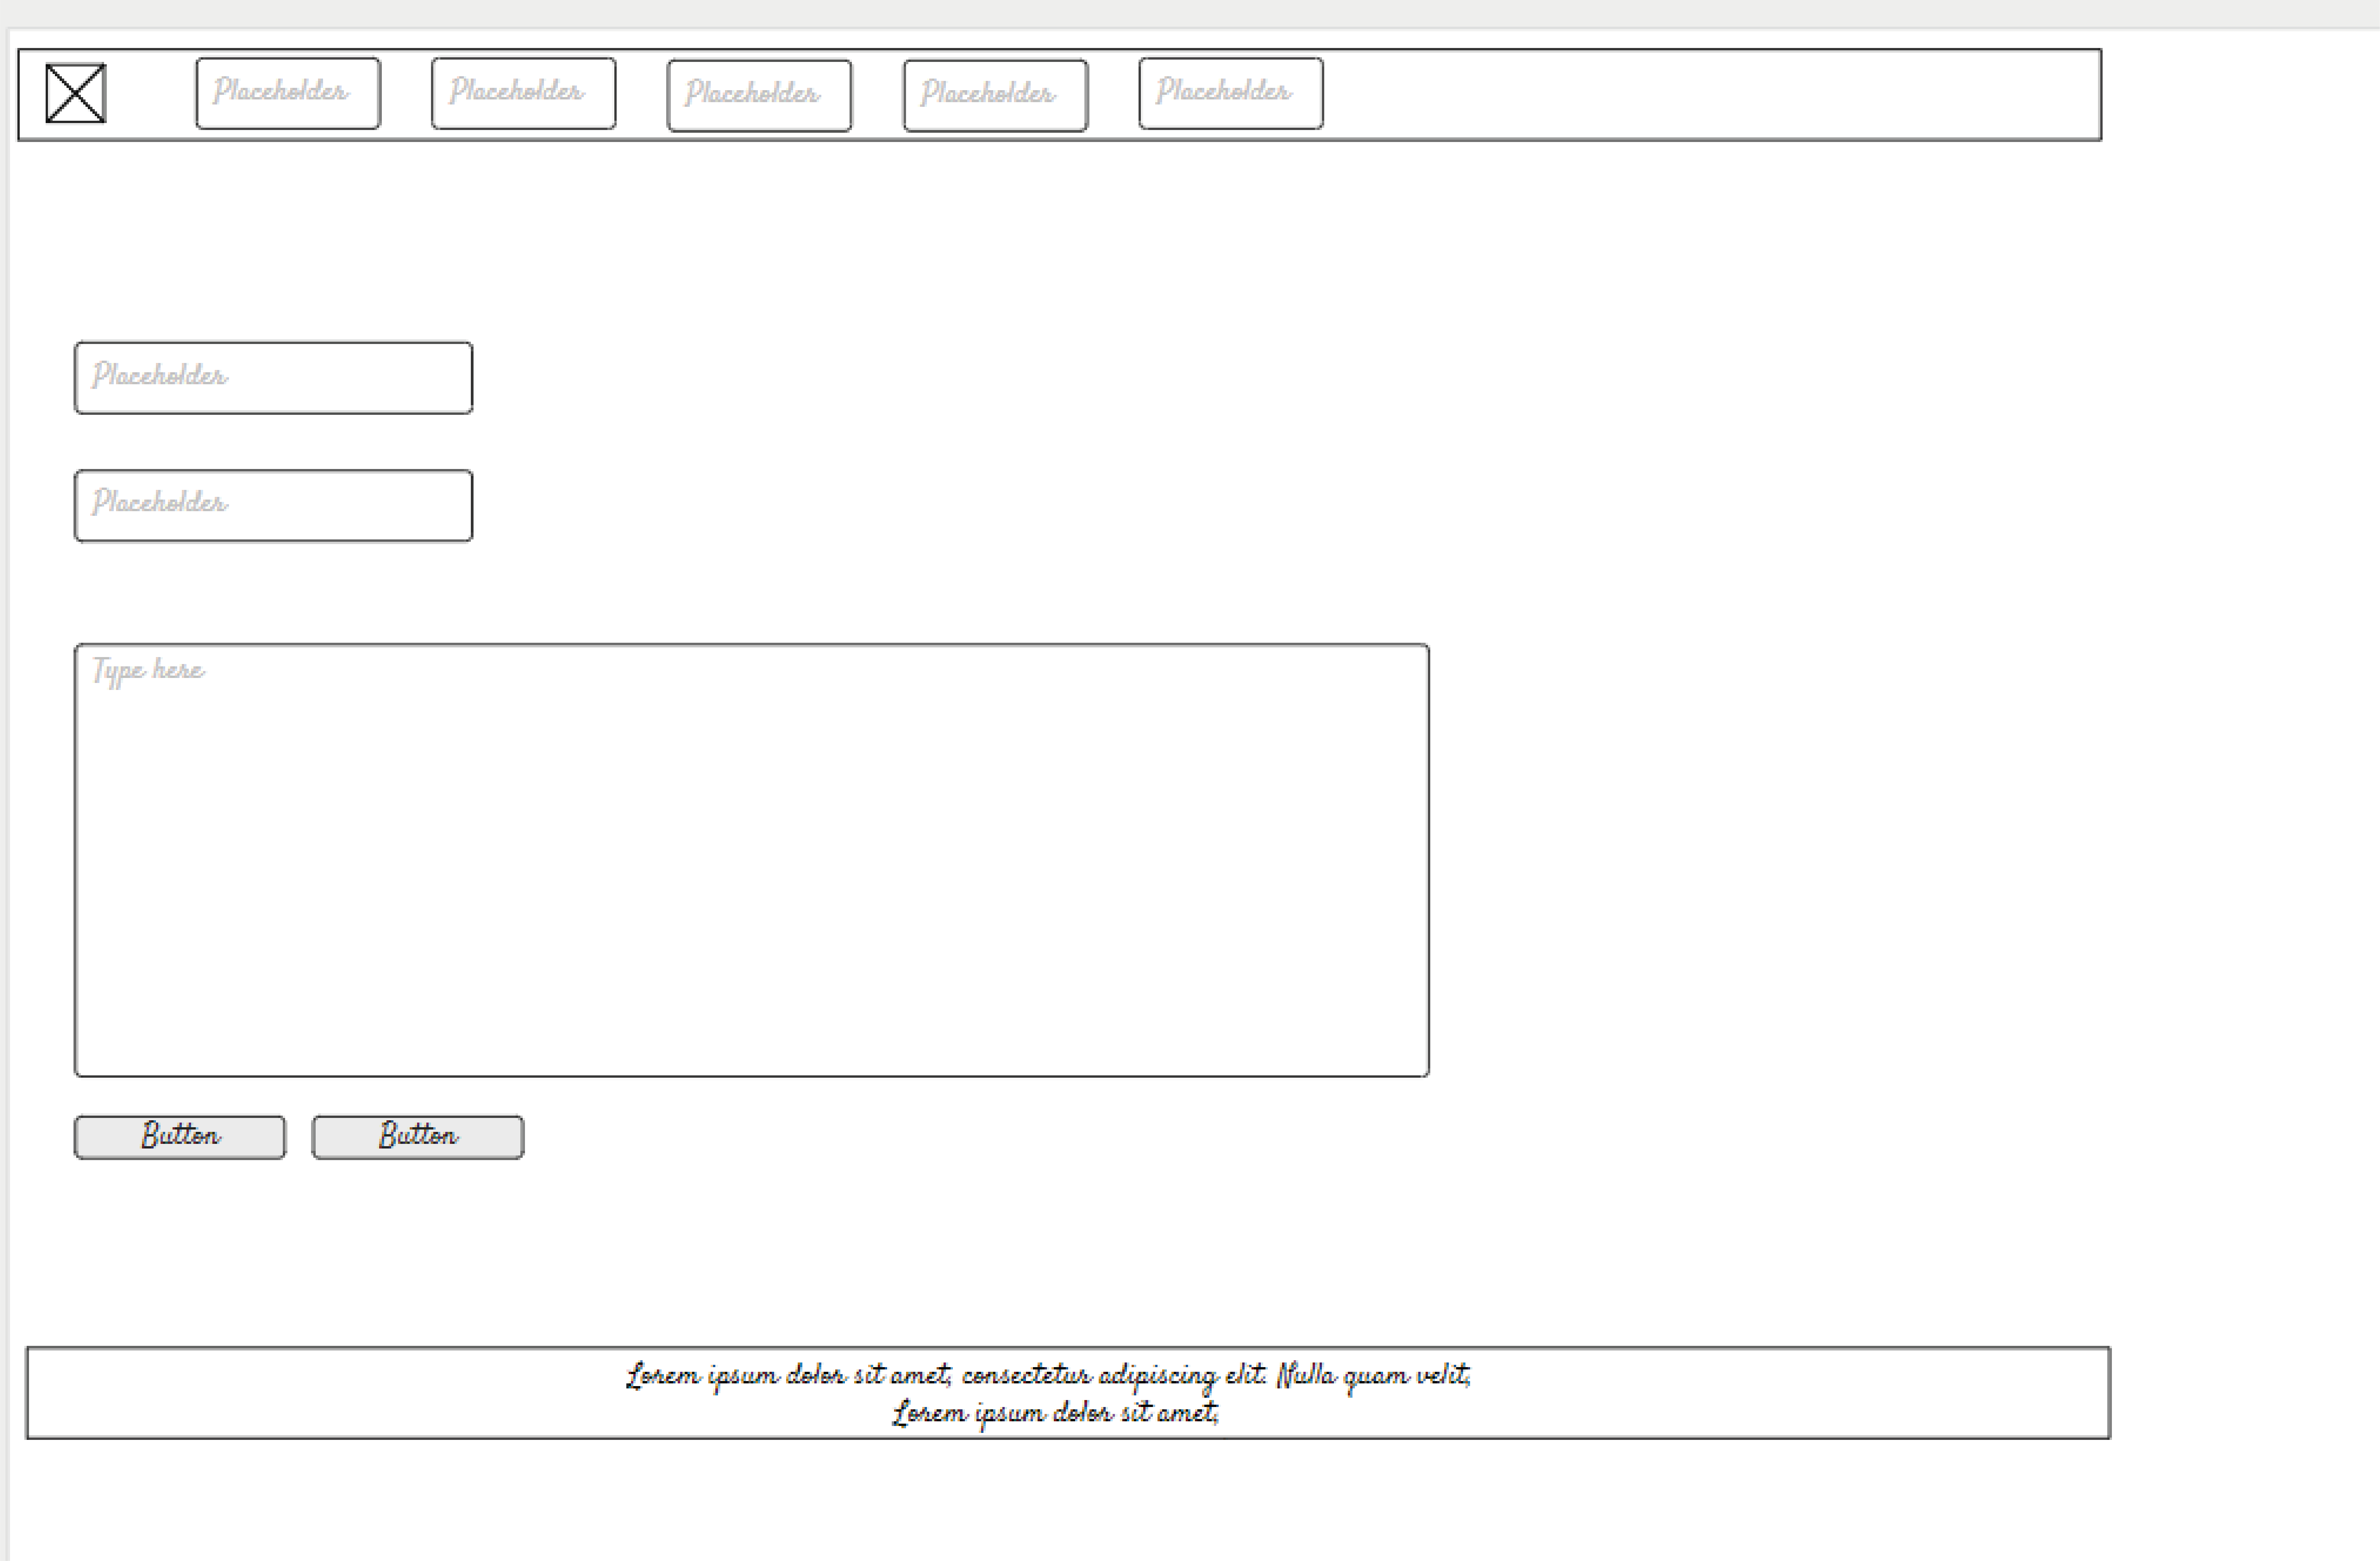 Placeholder Placeholder Placeholder Placeholder Placeholder
Placeholder
Placeholder
Type here
Button Button
Lorem ipsum dolor sit amet, consectetur adipiscing elit. Nulla quam velit,
Lorem ipsum dolor sit amet,